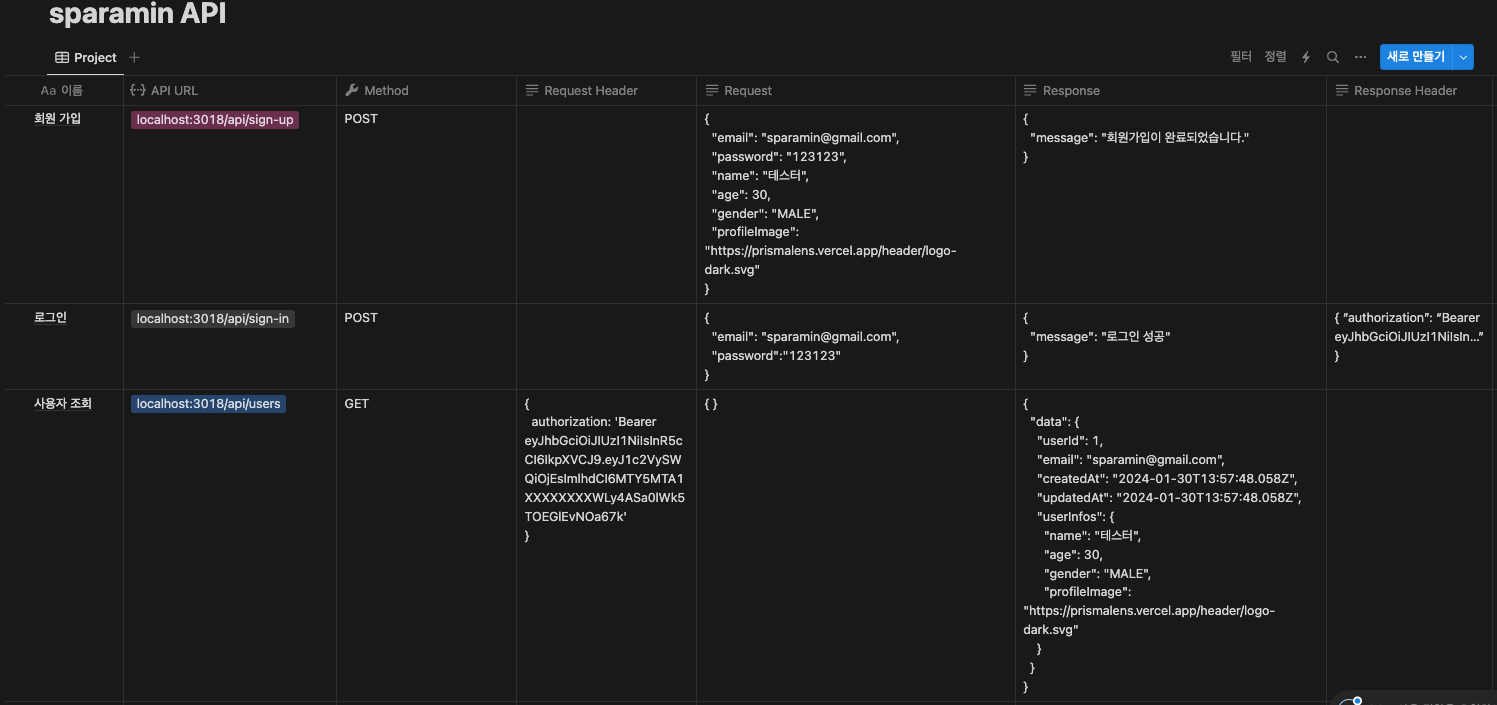 sparamin API
Project
필터 정렬 새로 만들기
Aa 이름 API URL Method Request Header Request Response Response Header
회원 가입
localhost:3018/api/sign-up
POST
{
"email": "sparamin@gmail.com",
"password": "123123",
"name": "테스터",
"age": 30,
"gender": "MALE",
"profileImage":
"https://prismalens.vercel.app/header/logo-
dark.svg"
}
{
"message": "회원가입이 완료되었습니다."
}
로그인
localhost:3018/api/sign-in
POST
{
"email": "sparamin@gmail.com",
"password":"123123"
}
{
"message": "로그인 성공"
}
{ ”authorization”: “Bearer
eyJhbGciOiJIUzI1NiIsIn…”
}
사용자 조회
localhost:3018/api/users
GET
{
authorization: 'Bearer
eyJhbGciOiJIUzI1NiIsInR5c
CI6IkpXVCJ9.eyJ1c2VySW
QiOjEsImlhdCI6MTY5MTA1
XXXXXXXXWLy4ASa0lWk5
TOEGlEvNOa67k'
}
{ }
{
"data": {
"userId": 1,
"email": "sparamin@gmail.com",
"createdAt": "2024-01-30T13:57:48.058Z",
"updatedAt": "2024-01-30T13:57:48.058Z",
"userInfos": {
"name": "테스터",
"age": 30,
"gender": "MALE",
"profileImage":
"https://prismalens.vercel.app/header/logo-
dark.svg"
}
}
}